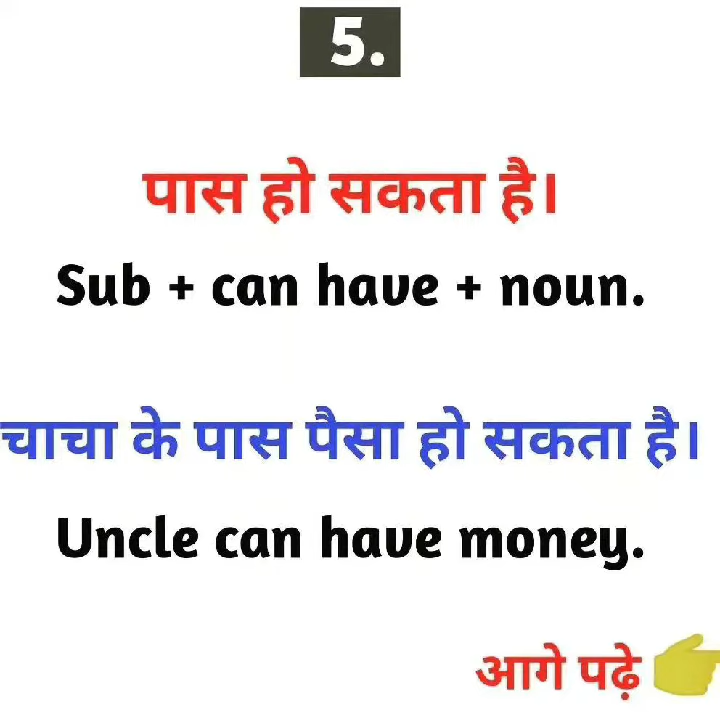 5.
पास हो सकता है।
Sub + can have + noun.
चाचा के पास पैसा हो सकता है।
Uncle can have money.
आगे पढ़े